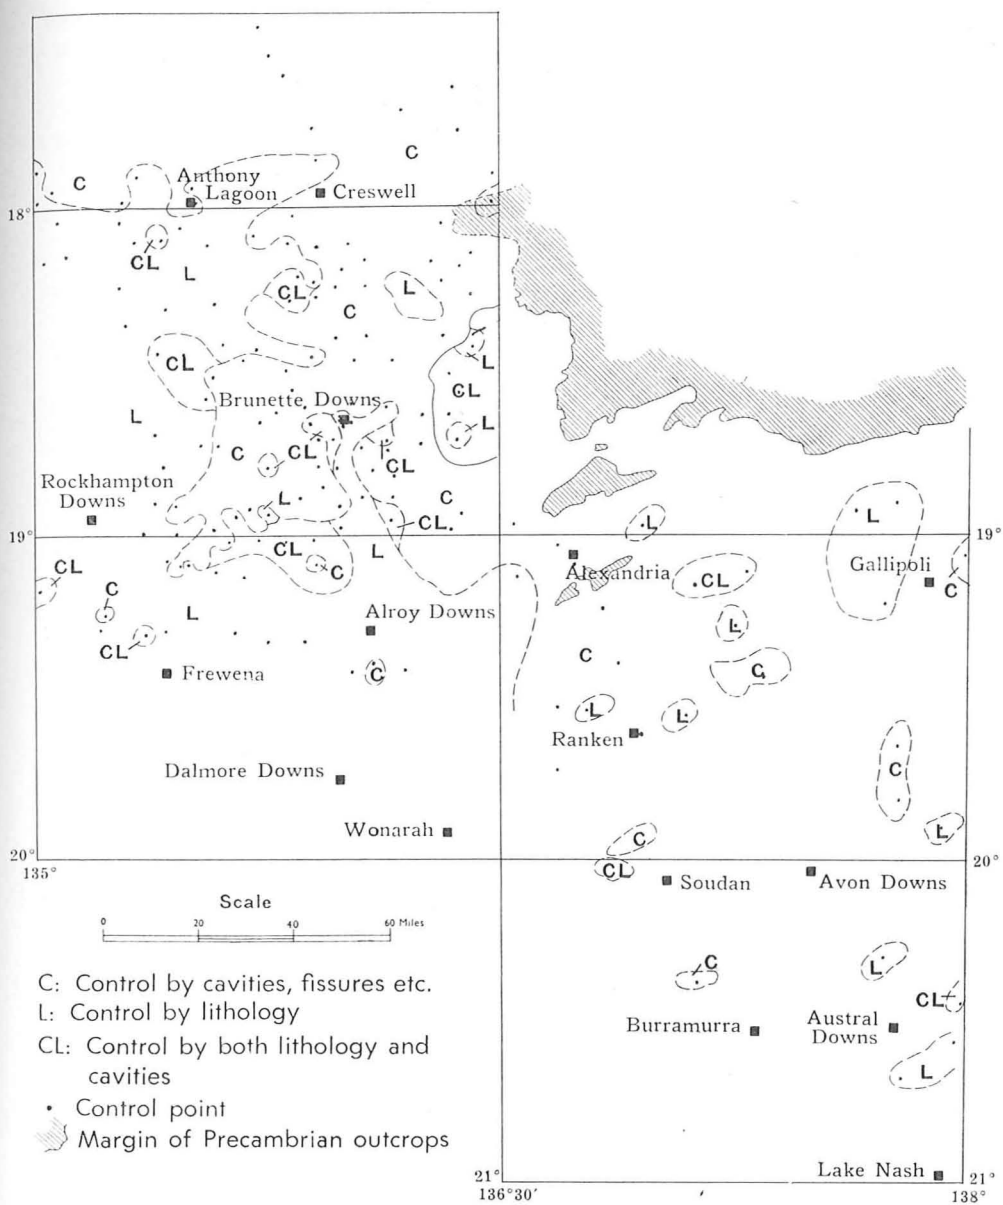 C
C
Anthony
Lagoon
Creswell
18°
CL
L
CL
L
C
CL
L
CL
Brunette Downs
L
L
C
CL
CL
Rockhampton
Downs
L
C
CL
L
L
19°
19°
CL
L
CL
C
Alexandria
CL
Gallipoli
C
C
L
Alroy Downs
L
CL
C
C
Frewena
C
L
L
Ranken
C
Dalmore Downs
Wonarah
L
C
20°
20°
135°
CL
Soudan
Avon Downs
Scale
0 20 40 60 Miles
C
L
CL
C: Control by cavities, fissures etc.
L: Control by lithology
Burramurra
Austral
Downs
CL: Control by both lithology and
cavities
L
• Control point
Margin of Precambrian outcrops
Lake Nash
21°
21°
136°30'
138°